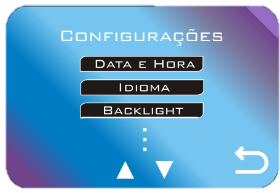 Configurações
Data e Hora
Idioma
Backlight